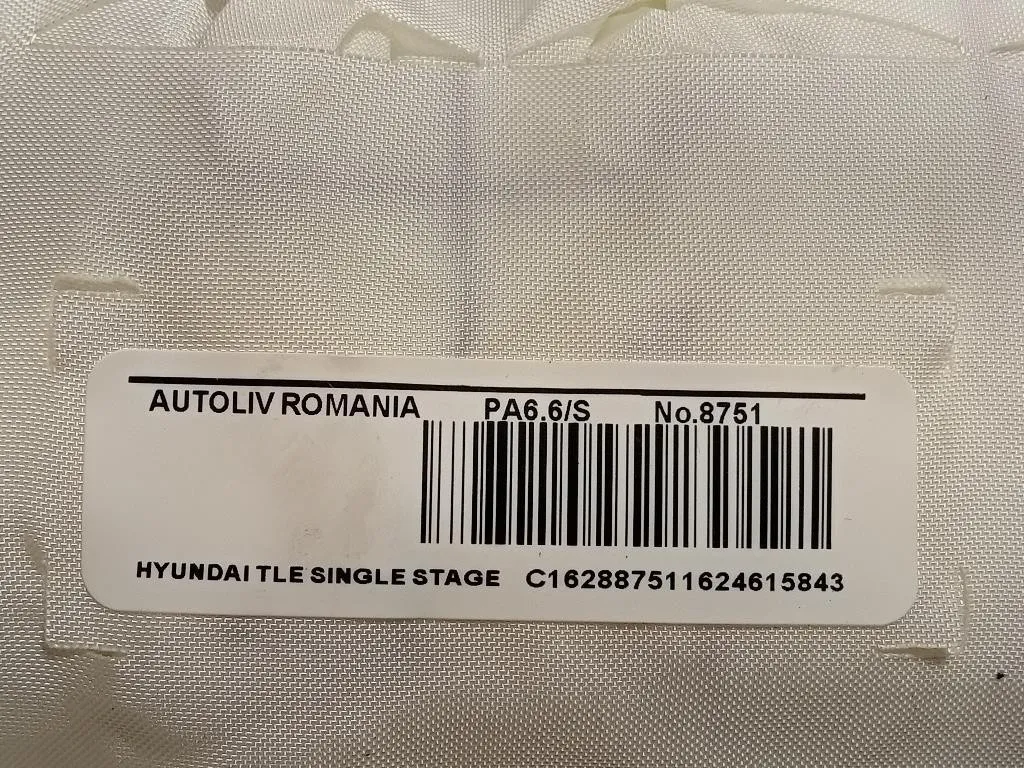 AUTOLIV ROMANIA PA6.6/S No.8751
HYUNDAI TLE SINGLE STAGE C162887511624615843